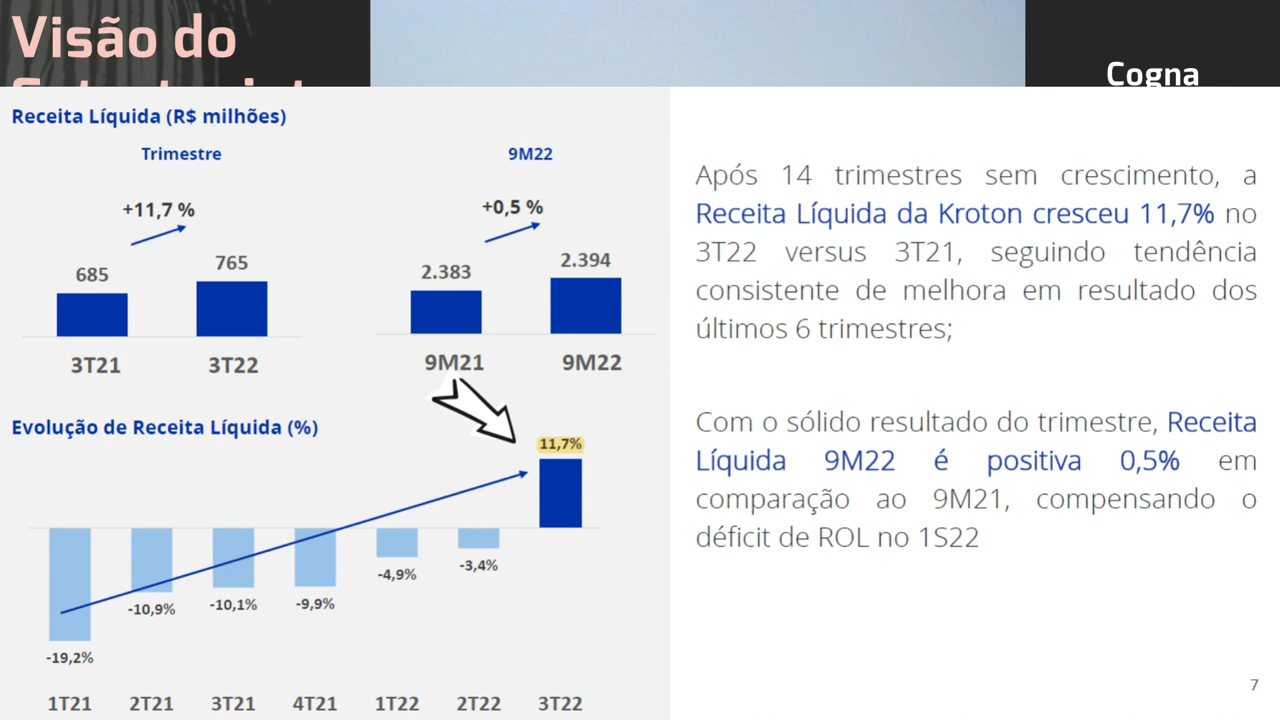 Visão do
Cogna
Receita Líquida (R$ milhões)
Trimestre
9M22
+11,7 %
+0,5 %
685
765
2.383
2.394
3T21
3T22
9M21
9M22
Evolução de Receita Líquida (%)
11,7%
-4,9%
-3,4%
-10,9%
-10,1%
-9,9%
-19,2%
1T21
2T21
3T21
4T21
1T22
2T22
3T22
Após 14 trimestres sem crescimento, a
Receita Líquida da Kroton cresceu 11,7% no
3T22 versus 3T21, seguindo tendência
consistente de melhora em resultado dos
últimos 6 trimestres;
Com o sólido resultado do trimestre, Receita
Líquida 9M22 é positiva 0,5% em
comparação ao 9M21, compensando o
déficit de ROL no 1S22
7